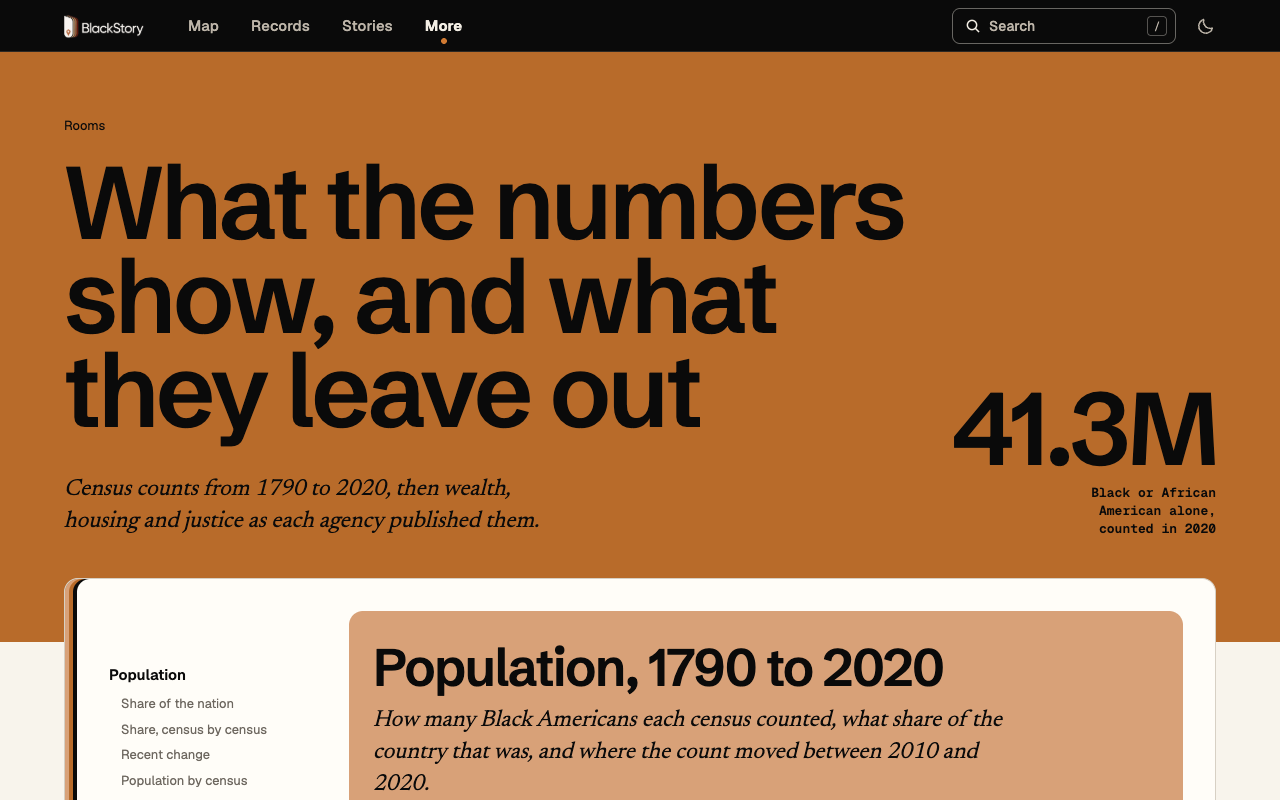 BlackStory
Map
Records
Stories
More
Search
/
Rooms
What the numbers
show, and what
they leave out
Census counts from 1790 to 2020, then wealth,
housing and justice as each agency published them.
41.3M
Black or African
American alone,
counted in 2020
Population
Share of the nation
Share, census by census
Recent change
Population by census
Population, 1790 to 2020
How many Black Americans each census counted, what share of the
country that was, and where the count moved between 2010 and
2020.